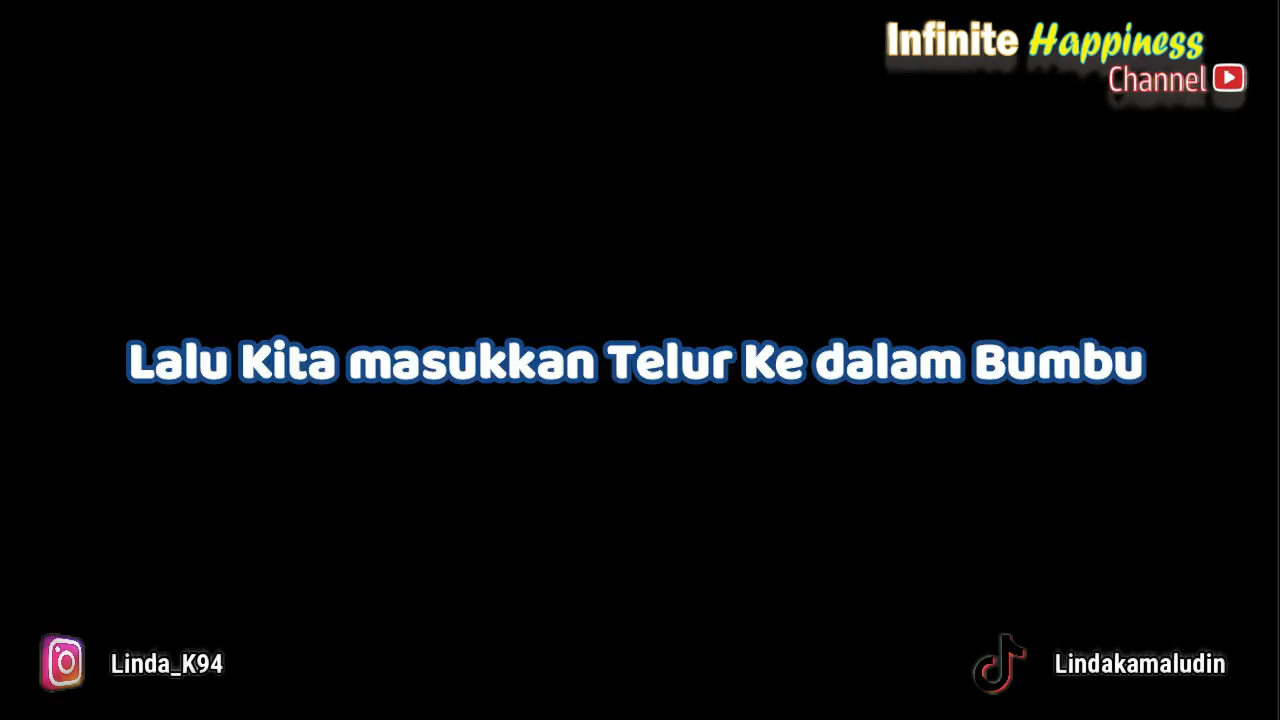 Infinite Happiness
Channel
Lalu Kita masukkan Telur Ke dalam Bumbu
Linda_K94
Lindakamaludin